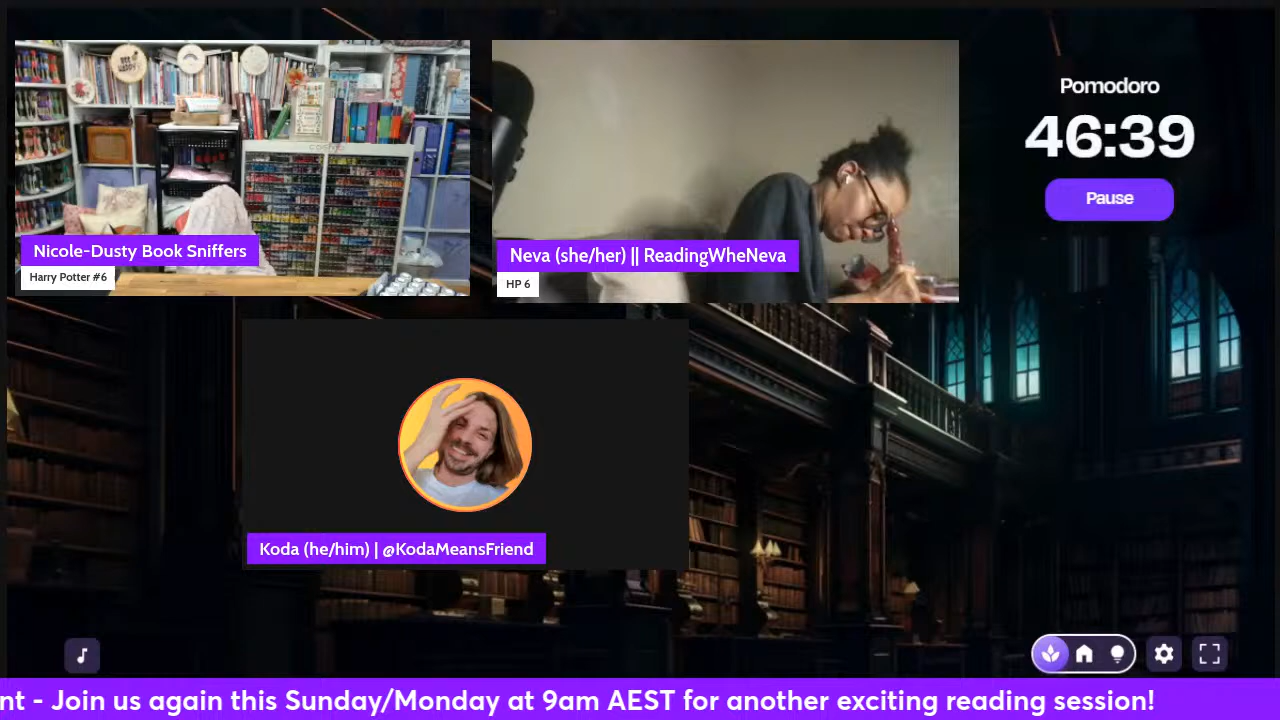 Pomodoro
46:39
Pause
Nicole-Dusty Book Sniffers
Harry Potter #6
Neva (she/her) || ReadingWheNeva
HP 6
Koda (he/him) | @KodaMeansFriend
nt - Join us again this Sunday/Monday at 9am AEST for another exciting reading session!